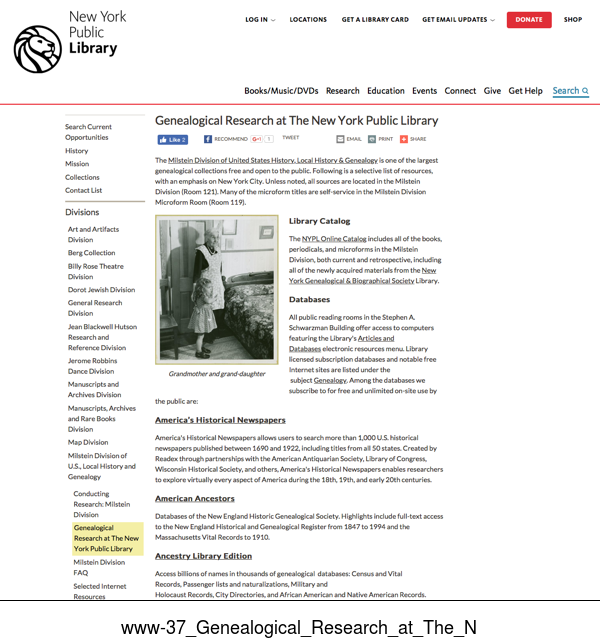 New York
Public
Library
LOG IN
LOCATIONS
GET A LIBRARY CARD
GET EMAIL UPDATES
DONATE
SHOP
Books/Music/DVDs
Research
Education
Events
Connect
Give
Get Help
Search
Search Current
Opportunities
History
Mission
Collections
Contact List
Divisions
Art and Artifacts
Division
Berg Collection
Billy Rose Theatre
Division
Dorot Jewish Division
General Research
Division
Jean Blackwell Hutson
Research and
Reference Division
Jerome Robbins
Dance Division
Manuscripts and
Archives Division
Manuscripts, Archives
and Rare Books
Division
Map Division
Milstein Division of
U.S., Local History and
Genealogy
Conducting
Research: Milstein
Division
Genealogical
Research at The New
York Public Library
Milstein Division
FAQ
Selected Internet
Resources
Genealogical Research at The New York Public Library
Like 2
RECOMMEND
G+1
1
TWEET
EMAIL
PRINT
SHARE
The Milstein Division of United States History, Local History & Genealogy is one of the largest
genealogical collections free and open to the public. Following is a selective list of resources,
with an emphasis on New York City. Unless noted, all sources are located in the Milstein
Division (Room 121). Many of the microform titles are self-service in the Milstein Division
Microform Room (Room 119).
Grandmother and grand-daughter
Library Catalog
The NYPL Online Catalog includes all of the books,
periodicals, and microforms in the Milstein
Division, both current and retrospective, including
all of the newly acquired materials from the New
York Genealogical & Biographical Society Library.
Databases
All public reading rooms in the Stephen A.
Schwarzman Building offer access to computers
featuring the Library's Articles and
Databases electronic resources menu. Library
licensed subscription databases and notable free
Internet sites are listed under the
subject Genealogy. Among the databases we
subscribe to for free and unlimited on-site use by
the public are:
America's Historical Newspapers
America's Historical Newspapers allows users to search more than 1,000 U.S. historical
newspapers published between 1690 and 1922, including titles from all 50 states. Created by
Readex through partnerships with the American Antiquarian Society, Library of Congress,
Wisconsin Historical Society, and others, America's Historical Newspapers enables researchers
to explore virtually every aspect of America during the 18th, 19th, and early 20th centuries.
American Ancestors
Databases of the New England Historic Genealogical Society. Highlights include full-text access
to the New England Historical and Genealogical Register from 1847 to 1994 and the
Massachusetts Vital Records to 1910.
Ancestry Library Edition
Access billions of names in thousands of genealogical databases: Census and Vital
Records, Passenger lists and naturalizations, Military and
Holocaust Records, City Directories, and African American and Native American Records.
www-37_Genealogical_Research_at_The_N